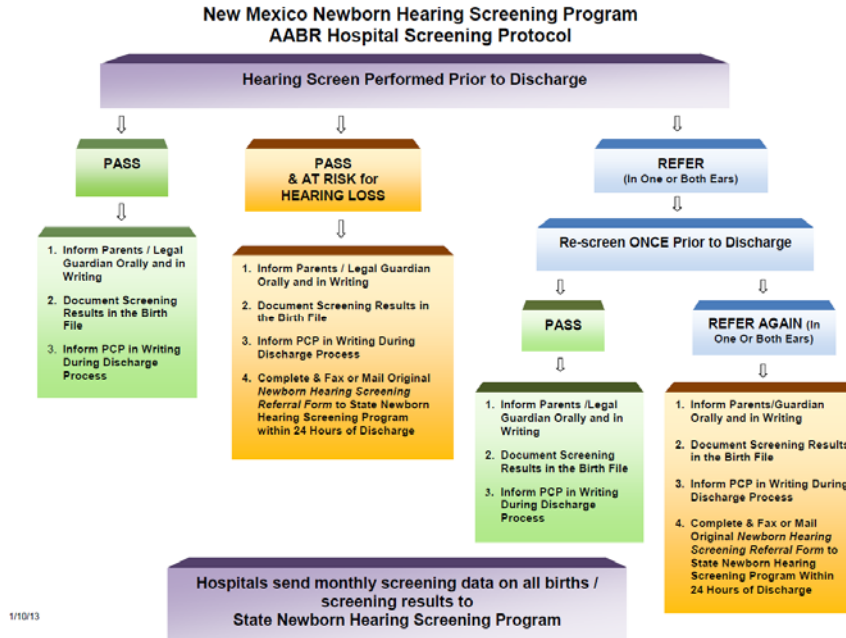 New Mexico Newborn Hearing Screening Program
AABR Hospital Screening Protocol
Hearing Screen Performed Prior to Discharge
PASS
1. Inform Parents / Legal
Guardian Orally and in
Writing
2. Document Screening
Results in the Birth
File
3. Inform PCP in Writing
During Discharge
Process
PASS
& AT RISK for
HEARING LOSS
1. Inform Parents / Legal Guardian
Orally and in Writing
2. Document Screening Results in
the Birth File
3. Inform PCP in Writing During
Discharge Process
4. Complete & Fax or Mail Original
Newborn Hearing Screening
Referral Form to State Newborn
Hearing Screening Program
within 24 Hours of Discharge
REFER
(In One or Both Ears)
Re-screen ONCE Prior to Discharge
PASS
1. Inform Parents /Legal
Guardian Orally and in
Writing
2. Document Screening
Results in the Birth File
3. Inform PCP in Writing
During Discharge
Process
REFER AGAIN (In
One Or Both Ears)
1. Inform Parents/Guardian
Orally and in Writing
2. Document Screening Results
in the Birth File
3. Inform PCP in Writing During
Discharge Process
4. Complete & Fax or Mail
Original Newborn Hearing
Screening Referral Form to
State Newborn Hearing
Screening Program Within
24 Hours of Discharge
Hospitals send monthly screening data on all births /
screening results to
State Newborn Hearing Screening Program
1/10/13